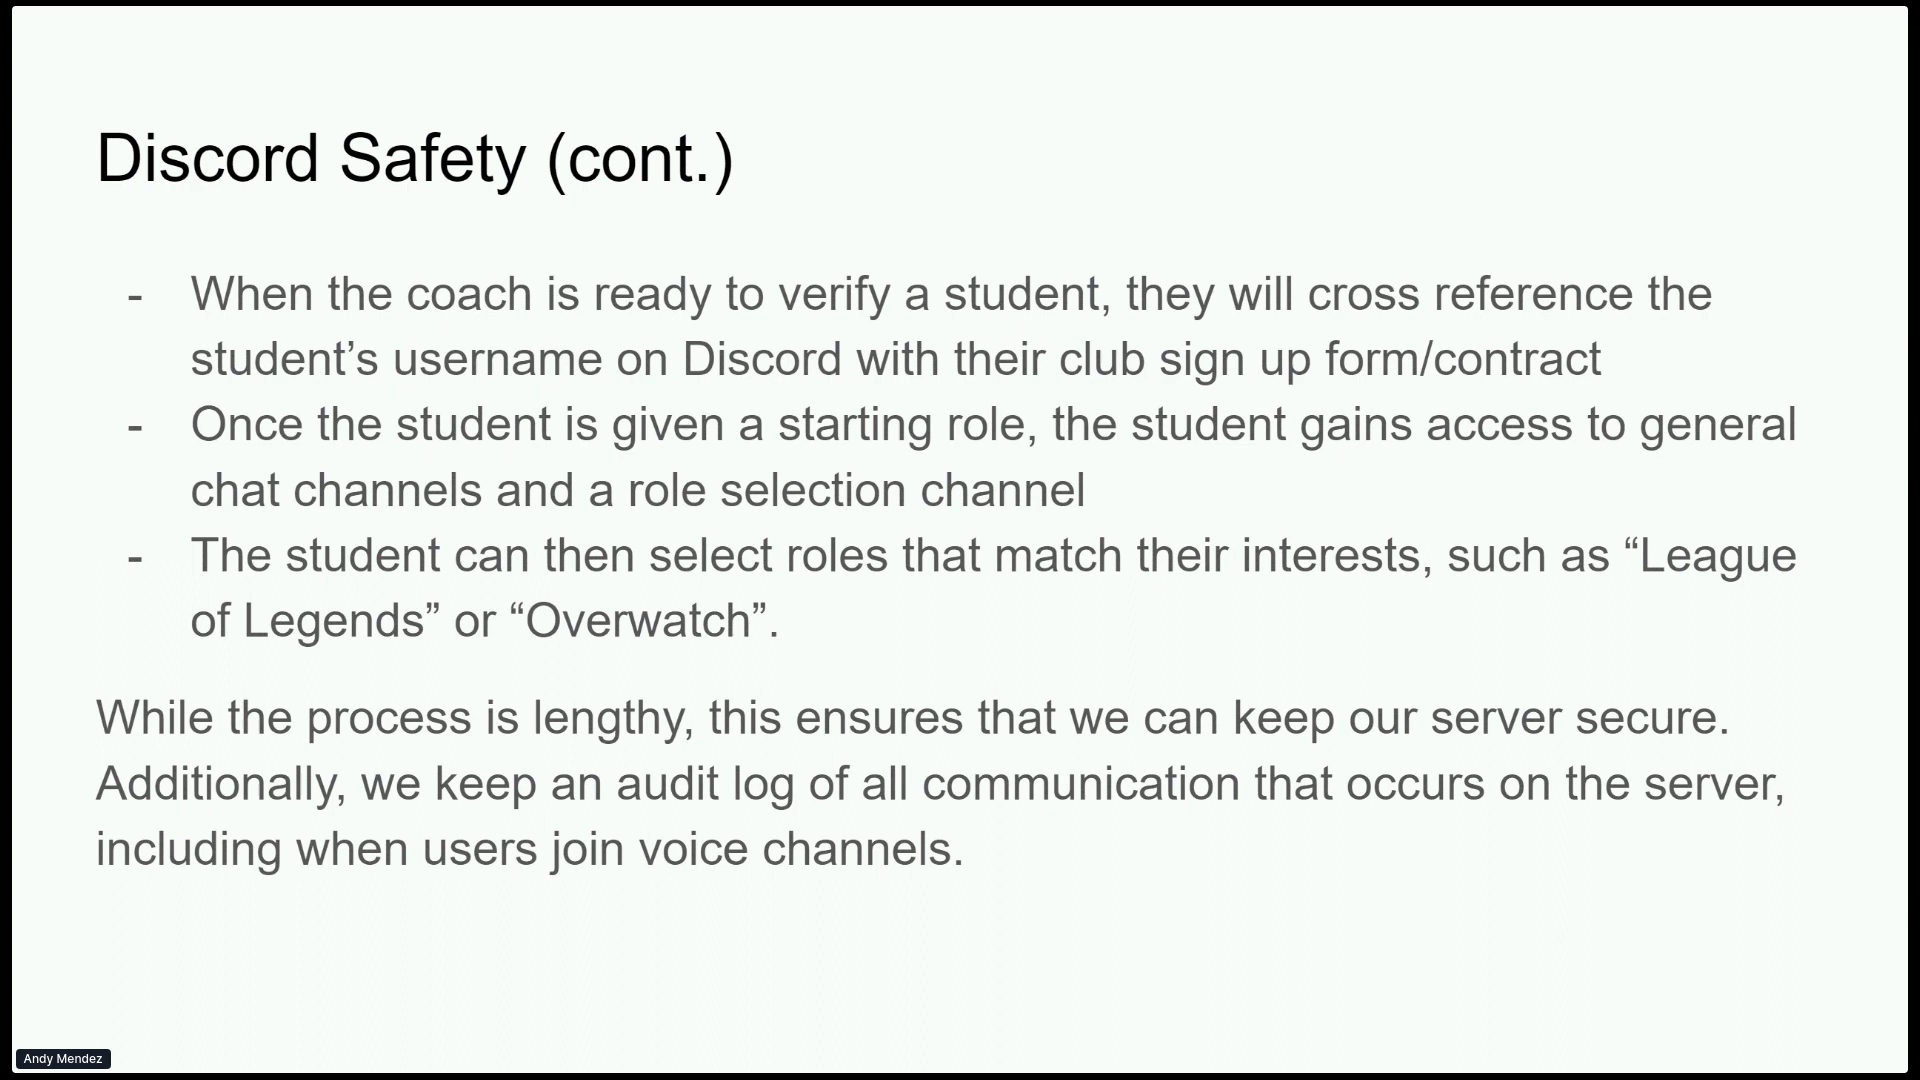 Discord Safety (cont.)
- When the coach is ready to verify a student, they will cross reference the
student’s username on Discord with their club sign up form/contract
- Once the student is given a starting role, the student gains access to general
chat channels and a role selection channel
- The student can then select roles that match their interests, such as “League
of Legends” or “Overwatch”.
While the process is lengthy, this ensures that we can keep our server secure.
Additionally, we keep an audit log of all communication that occurs on the server,
including when users join voice channels.
Andy Mendez